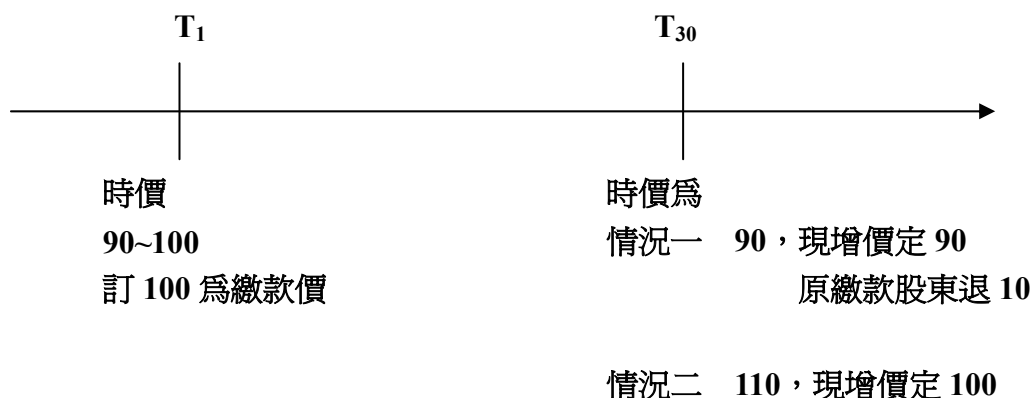 T₁
T₃₀
時價
90~100
訂 100 為繳款價
時價為
情況一 90，現增價定 90
原繳款股東退 10
情況二 110，現增價定 100